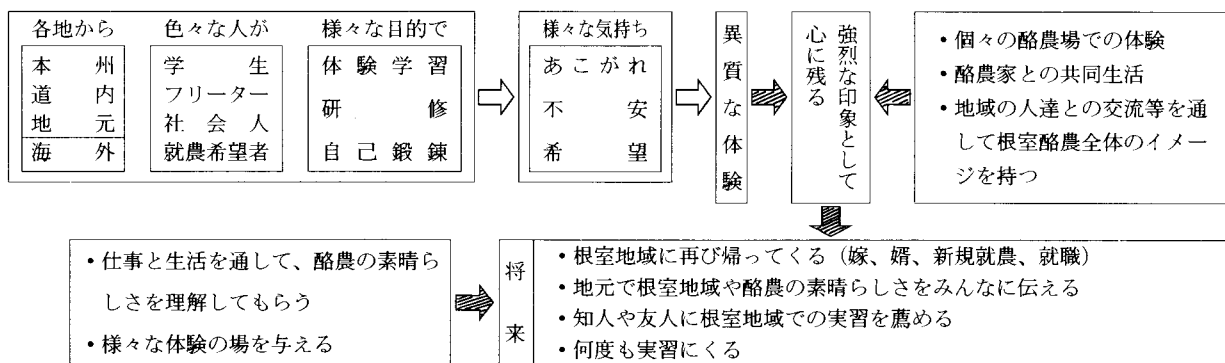 各地から
本州
道内
地元
海外
色々な人が
学生
フリーター
社会人
就農希望者
様々な目的で
体験学習
研修
自己鍛錬
様々な気持ち
あこがれ
不安
希望
異質な体験
強烈な印象として
心に残る
・個々の酪農場での体験
・酪農家との共同生活
・地域の人達との交流等を通
して根室酪農全体のイメー
ジを持つ
・仕事と生活を通して、酪農の素晴ら
しさを理解してもらう
・様々な体験の場を与える
将来
・根室地域に再び帰ってくる（嫁、婿、新規就農、就職）
・地元で根室地域や酪農の素晴らしさをみんなに伝える
・知人や友人に根室地域での実習を薦める
・何度も実習にくる